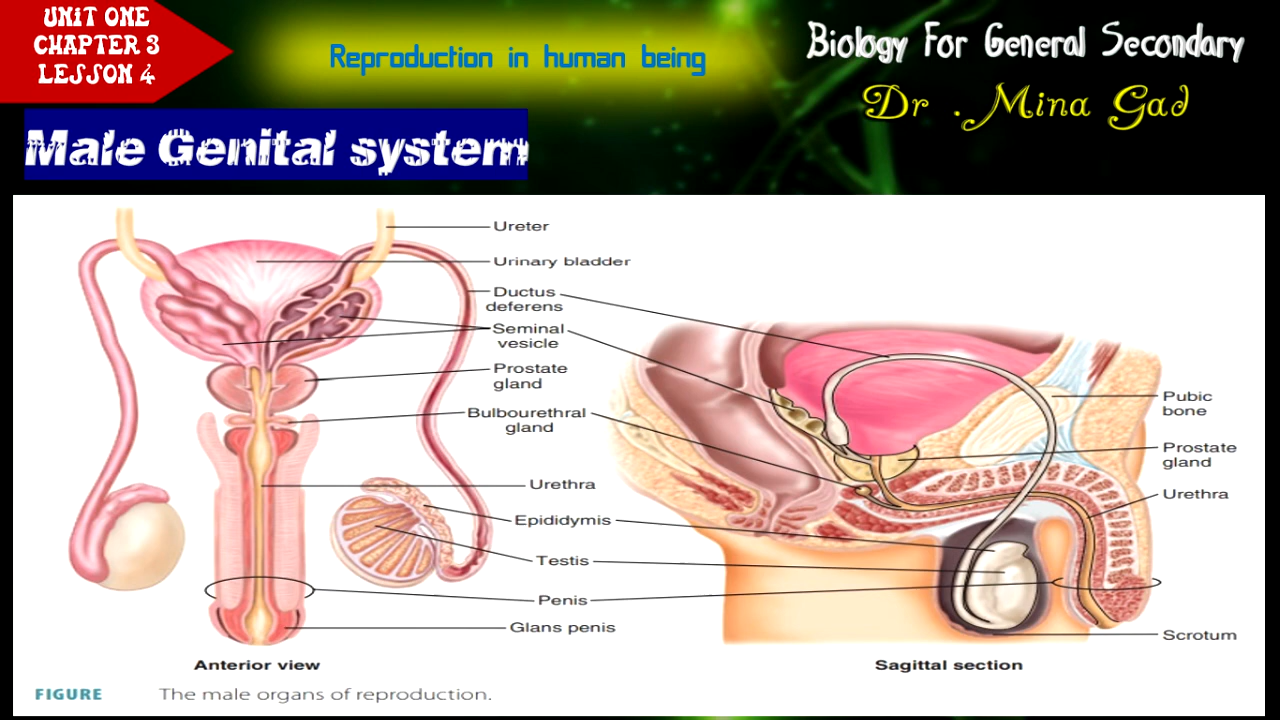 UNIT ONE
CHAPTER 3
LESSON 4
Reproduction in human being
Biology For General Secondary
Dr . Mina Gad
Male Genital system
Ureter
Urinary bladder
Ductus
deferens
Seminal
vesicle
Prostate
gland
Bulbourethral
gland
Urethra
Epididymis
Testis
Penis
Glans penis
Pubic
bone
Prostate
gland
Urethra
Scrotum
Anterior view
Sagittal section
FIGURE The male organs of reproduction.